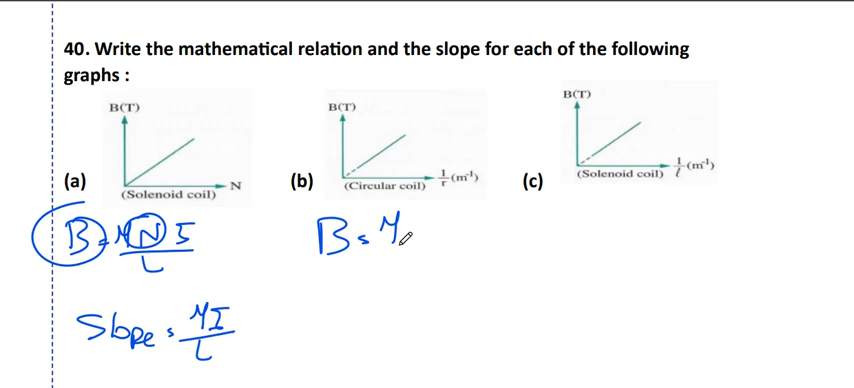 40. Write the mathematical relation and the slope for each of the following
graphs :
B(T)
N
(Solenoid coil)
(a)
B(T)
1/r (m⁻¹)
(Circular coil)
(b)
B(T)
1/l (m⁻¹)
(Solenoid coil)
(c)
B = μNI/L
B = μ
Slope = μI/L